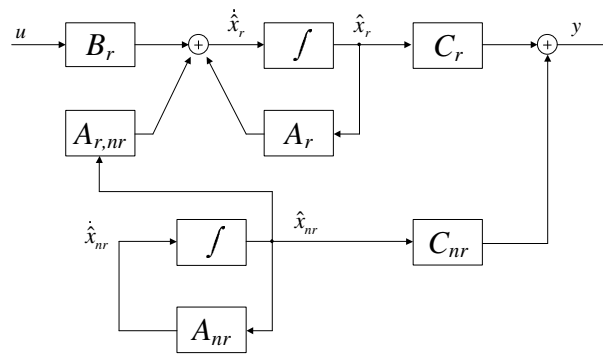 u
B_r
+
\dot{\hat{x}}_r
∫
\hat{x}_r
C_r
+
y
A_{r,nr}
A_r
\dot{\hat{x}}_{nr}
∫
\hat{x}_{nr}
C_{nr}
A_{nr}